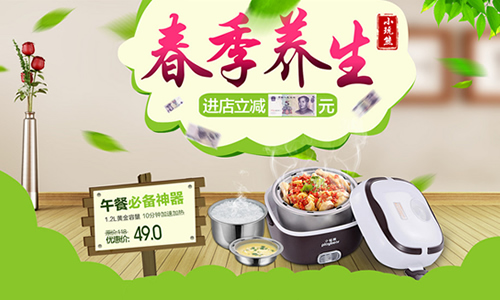 春季养生
小玩熊
进店立减 元
午餐必备神器
1.2L黄金容量 10分钟加速加热
优惠价: 49.0